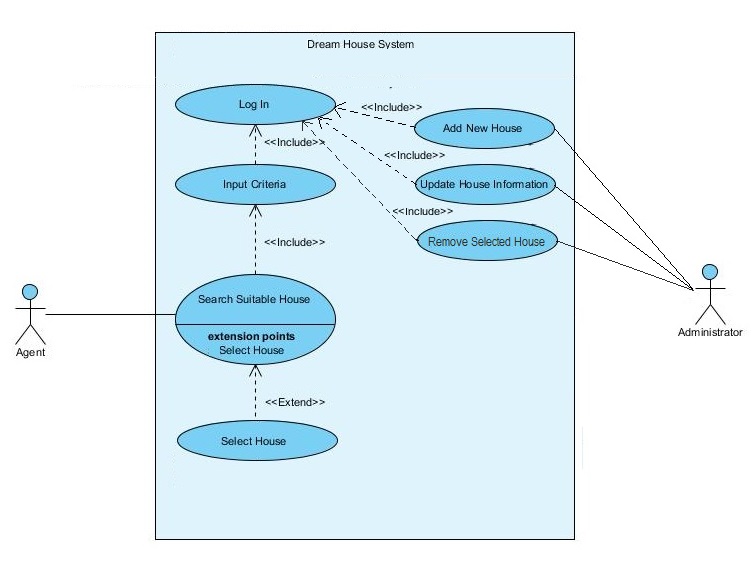 Dream House System
Log In
<<Include>>
Add New House
<<Include>>
<<Include>>
Input Criteria
Update House Information
<<Include>>
<<Include>>
Remove Selected House
Search Suitable House
extension points
Select House
Agent
Administrator
<<Extend>>
Select House